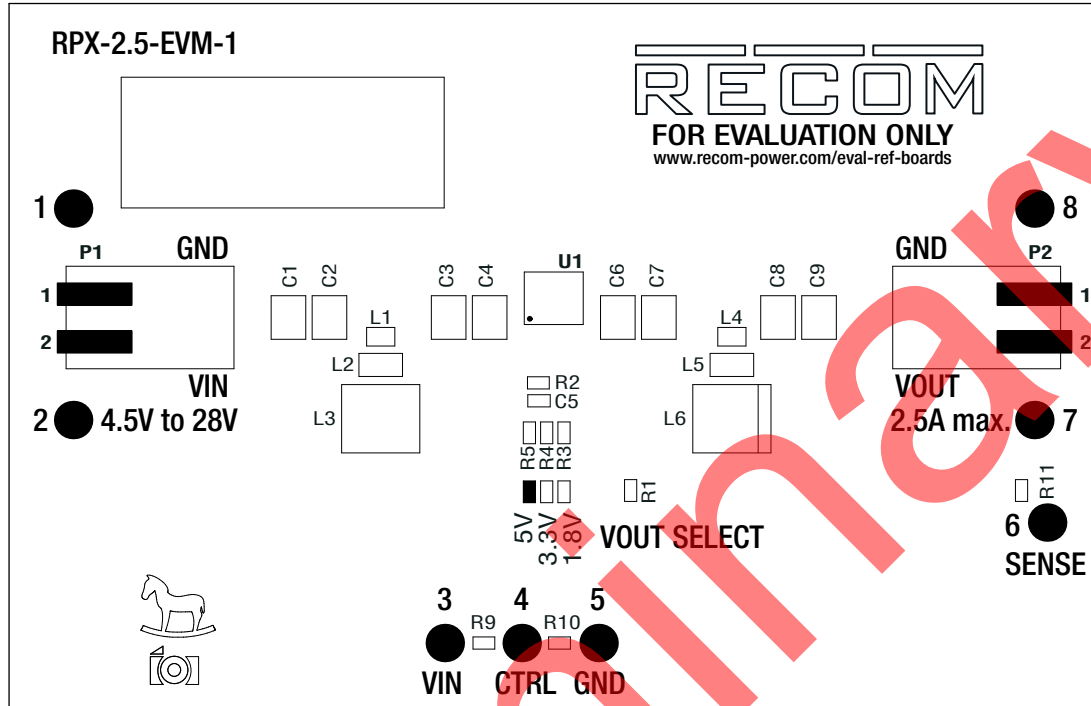 RPX-2.5-EVM-1
RECOM
FOR EVALUATION ONLY
www.recom-power.com/eval-ref-boards
1
8
P1
GND
C1
C2
C3
C4
U1
C6
C7
C8
C9
GND
P2
1
1
2
2
L1
L4
L2
L5
VIN
VOUT
2
4.5V to 28V
L3
R2
C5
L6
2.5A max.
7
R5
R4
R3
R1
R11
5V
3.3V
1.8V
VOUT SELECT
6
SENSE
3
4
5
R9
R10
VIN
CTRL
GND